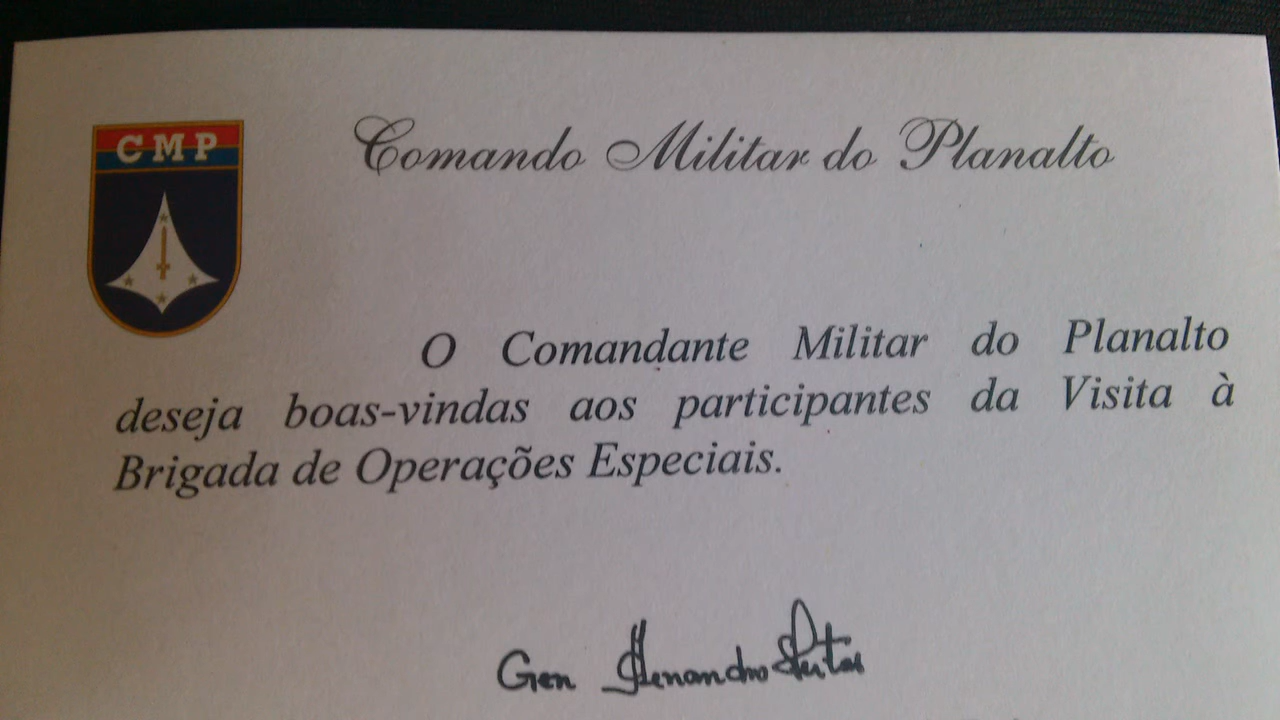 CMP
Comando Militar do Planalto
O Comandante Militar do Planalto
deseja boas-vindas aos participantes da Visita à
Brigada de Operações Especiais.
Gen